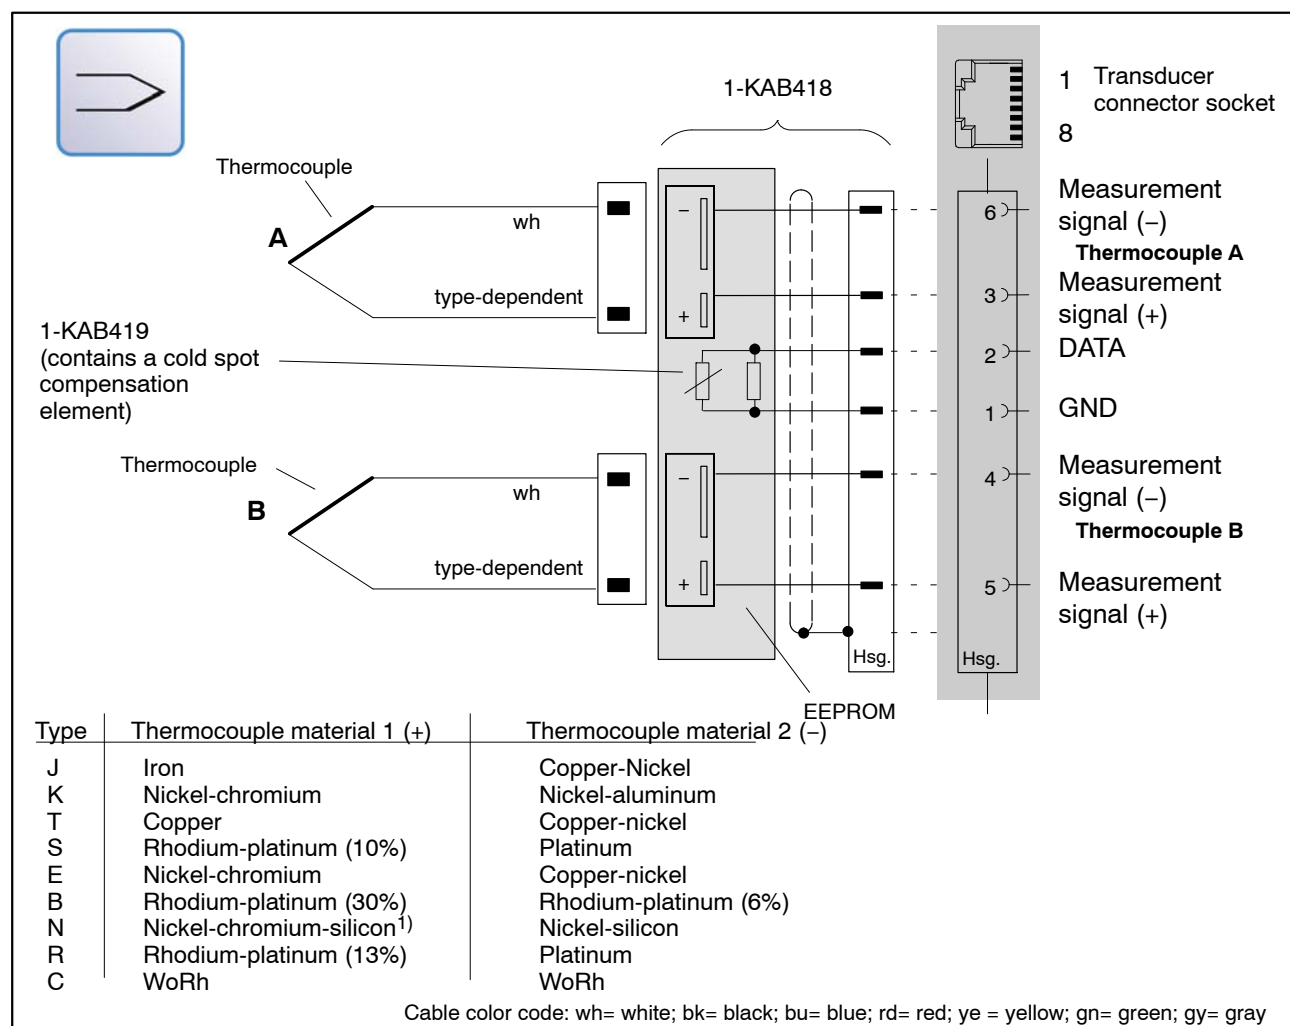 1-KAB418
1 Transducer
connector socket
8
Thermocouple
A
wh
type-dependent
− +
6 Measurement
signal (−)
Thermocouple A
3 Measurement
signal (+)
1-KAB419
(contains a cold spot
compensation
element)
2 DATA
1 GND
Thermocouple
B
wh
type-dependent
− +
4 Measurement
signal (−)
Thermocouple B
5 Measurement
signal (+)
Hsg. Hsg.
EEPROM
Type Thermocouple material 1 (+) Thermocouple material 2 (−)
J Iron Copper-Nickel
K Nickel-chromium Nickel-aluminum
T Copper Copper-nickel
S Rhodium-platinum (10%) Platinum
E Nickel-chromium Copper-nickel
B Rhodium-platinum (30%) Rhodium-platinum (6%)
N Nickel-chromium-silicon1) Nickel-silicon
R Rhodium-platinum (13%) Platinum
C WoRh WoRh
Cable color code: wh= white; bk= black; bu= blue; rd= red; ye = yellow; gn= green; gy= gray